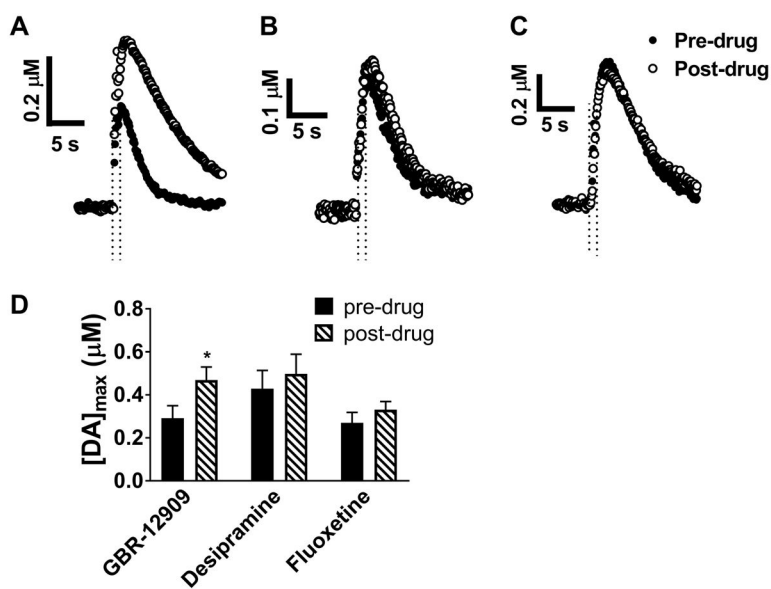 A
0.2 μM
5 s
B
0.1 μM
5 s
C
0.2 μM
5 s
Pre-drug
Post-drug
D
[DA]max (μM)
0.8
0.6
0.4
0.2
0.0
*
pre-drug
post-drug
GBR-12909
Desipramine
Fluoxetine